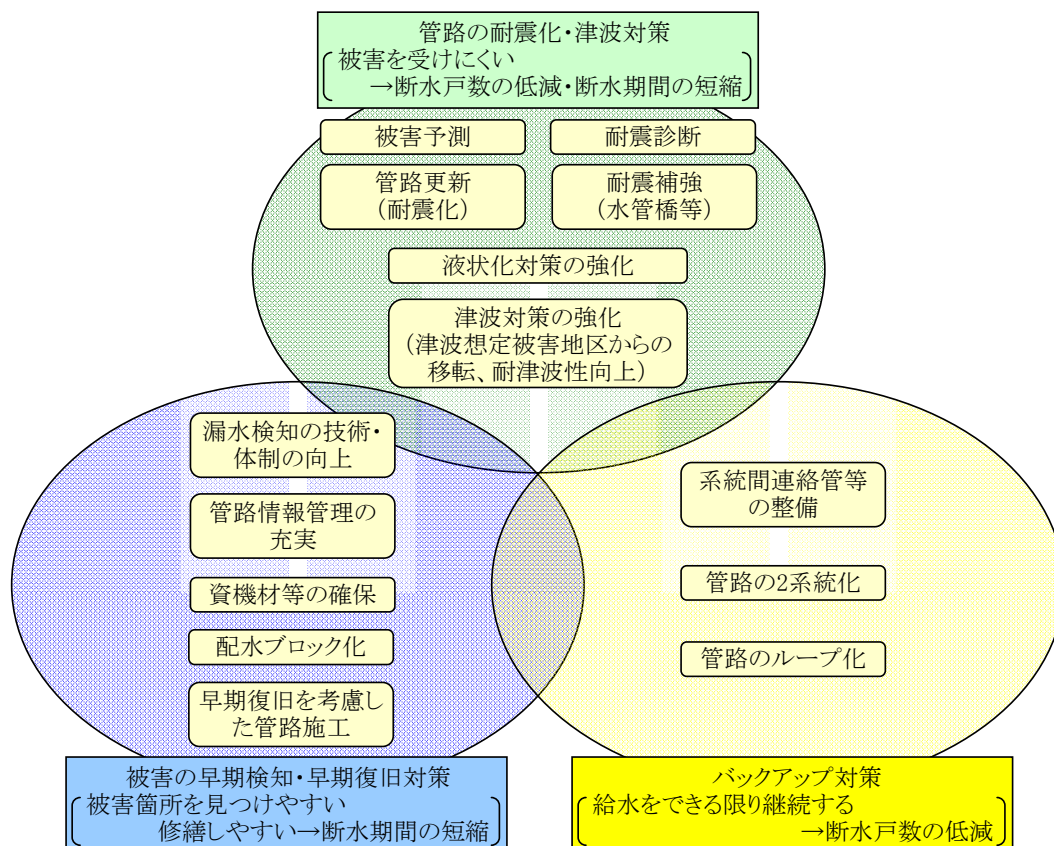 管路の耐震化・津波対策
被害を受けにくい
→断水戸数の低減・断水期間の短縮
被害予測
耐震診断
管路更新
(耐震化)
耐震補強
(水管橋等)
液状化対策の強化
津波対策の強化
(津波想定被害地区からの
移転、耐津波性向上)
漏水検知の技術・
体制の向上
管路情報管理の
充実
資機材等の確保
配水ブロック化
早期復旧を考慮し
た管路施工
系統間連絡管等
の整備
管路の2系統化
管路のループ化
被害の早期検知・早期復旧対策
被害箇所を見つけやすい
修繕しやすい→断水期間の短縮
バックアップ対策
給水をできる限り継続する
→断水戸数の低減